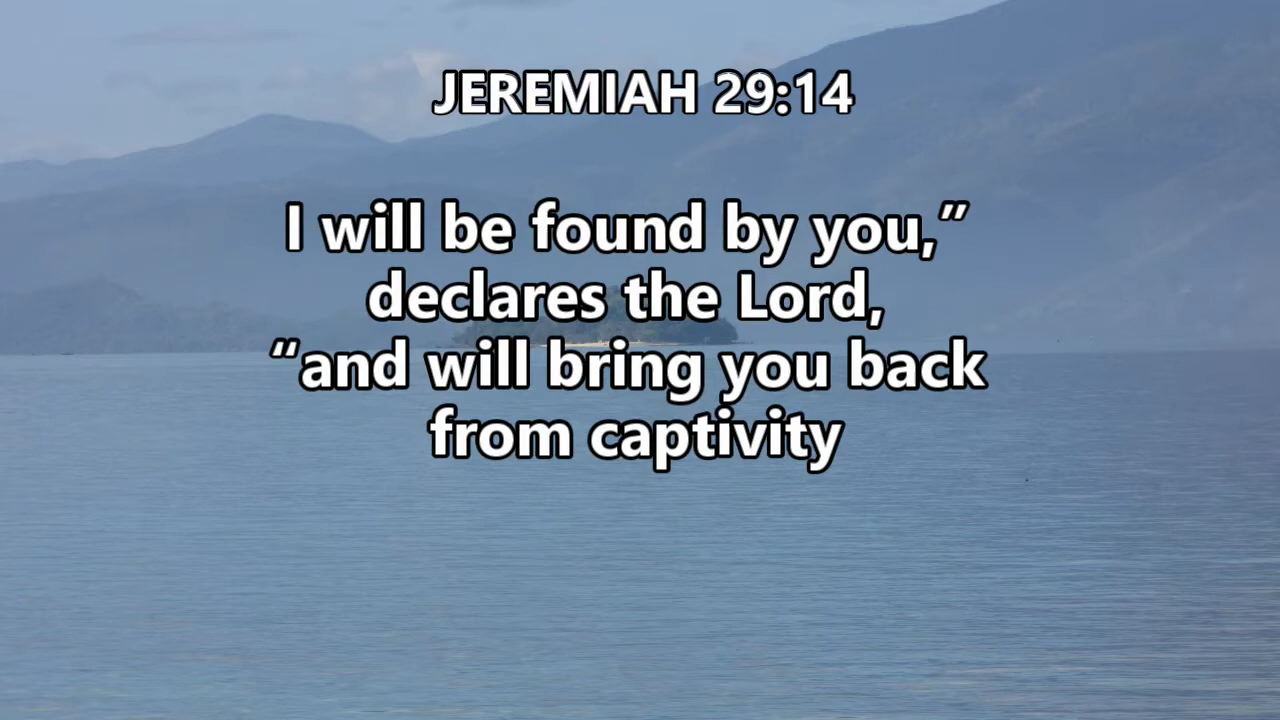 JEREMIAH 29:14
I will be found by you,”
declares the Lord,
“and will bring you back
from captivity